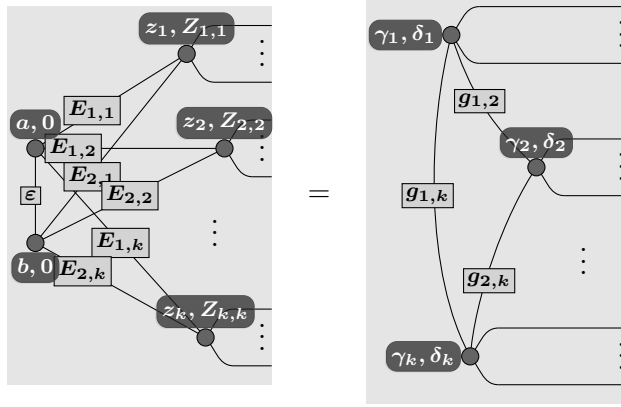 z₁, Z₁,₁
E₁,₁
a, 0
z₂, Z₂,₂
E₁,₂
E₂,₁
E₂,₂
ε
E₁,ₖ
b, 0
E₂,ₖ
zₖ, Zₖ,ₖ
=
γ₁, δ₁
g₁,₂
γ₂, δ₂
g₁,ₖ
g₂,ₖ
γₖ, δₖ